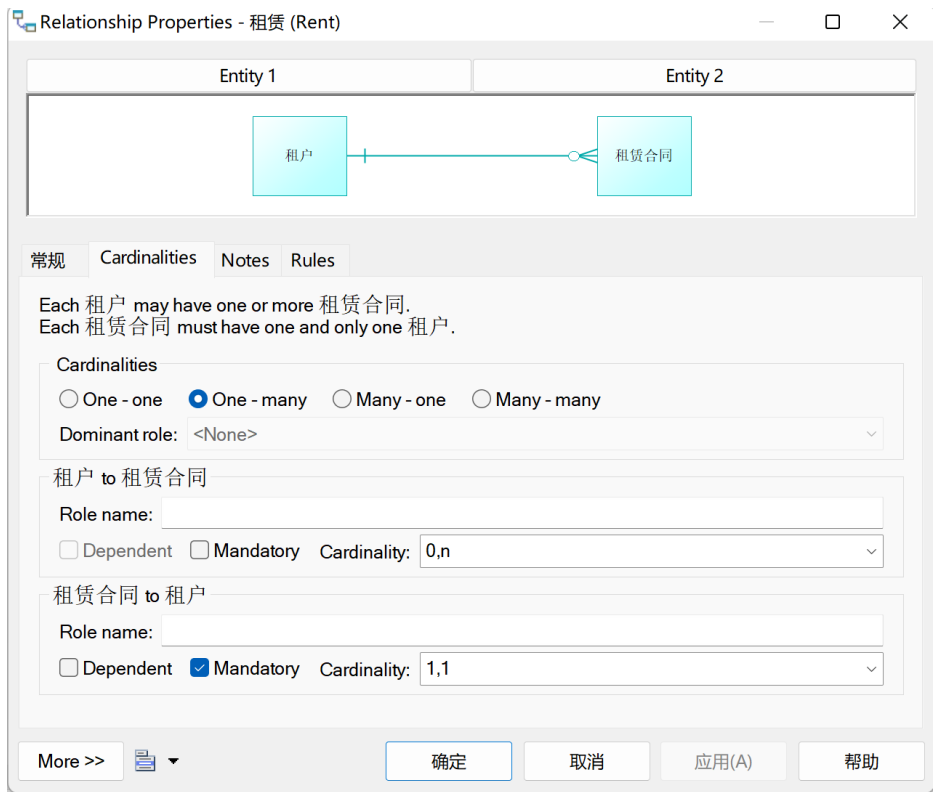 Relationship Properties - 租赁 (Rent)
Entity 1
Entity 2
租户
租赁合同
常规
Cardinalities
Notes
Rules
Each 租户 may have one or more 租赁合同.
Each 租赁合同 must have one and only one 租户.
Cardinalities
One - one
One - many
Many - one
Many - many
Dominant role: <None>
租户 to 租赁合同
Role name:
Dependent
Mandatory
Cardinality: 0,n
租赁合同 to 租户
Role name:
Dependent
Mandatory
Cardinality: 1,1
More >>
确定
取消
应用(A)
帮助